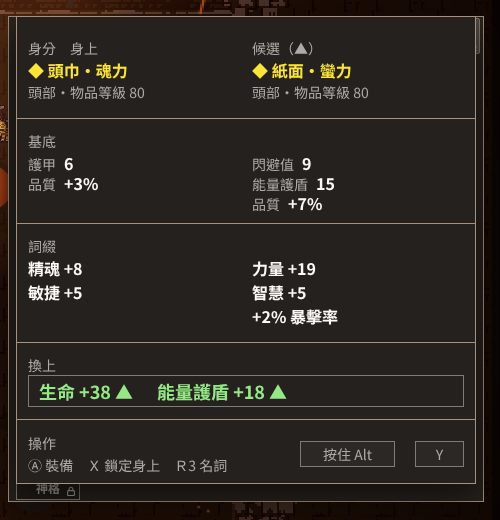 身分 身上 候選（▲）
◆ 頭巾・魂力 ◆ 紙面・蠻力
頭部・物品等級 80 頭部・物品等級 80
基底
護甲 6 閃避值 9
品質 +3% 能量護盾 15
品質 +7%
詞綴
精魂 +8 力量 +19
敏捷 +5 智慧 +5
+2% 暴擊率
換上
生命 +38 ▲ 能量護盾 +18 ▲
操作
Ⓐ 裝備 X 鎖定身上 R3 名詞 按住 Alt Y
神格